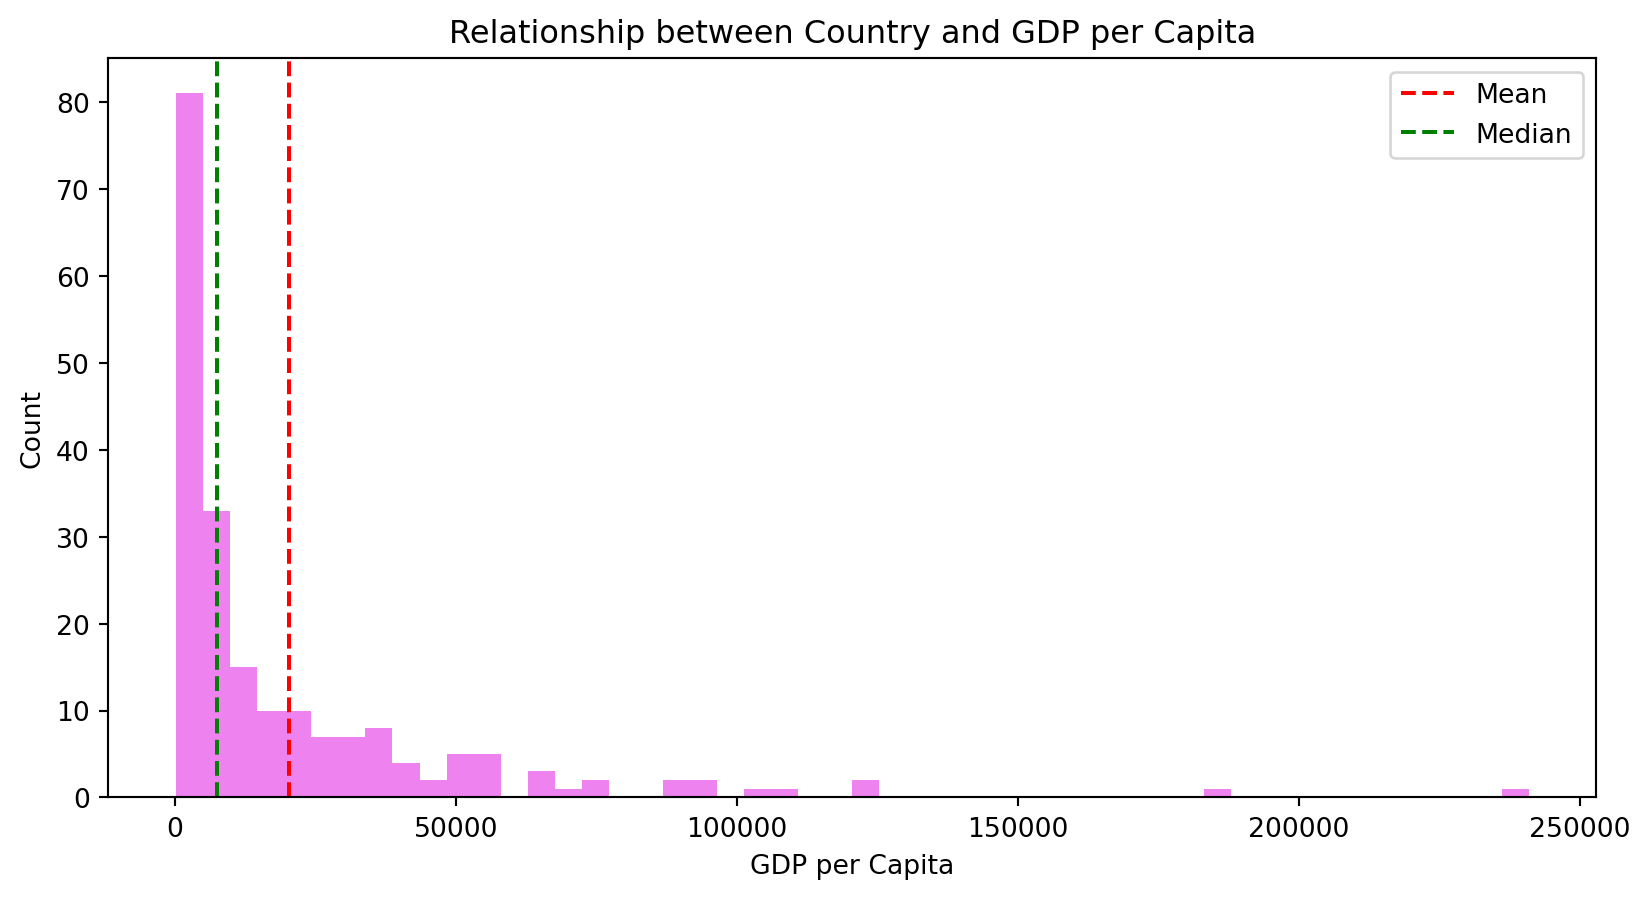 Relationship between Country and GDP per Capita
Mean
Median
80
70
60
50
40
30
20
10
0
Count
0 50000 100000 150000 200000 250000
GDP per Capita